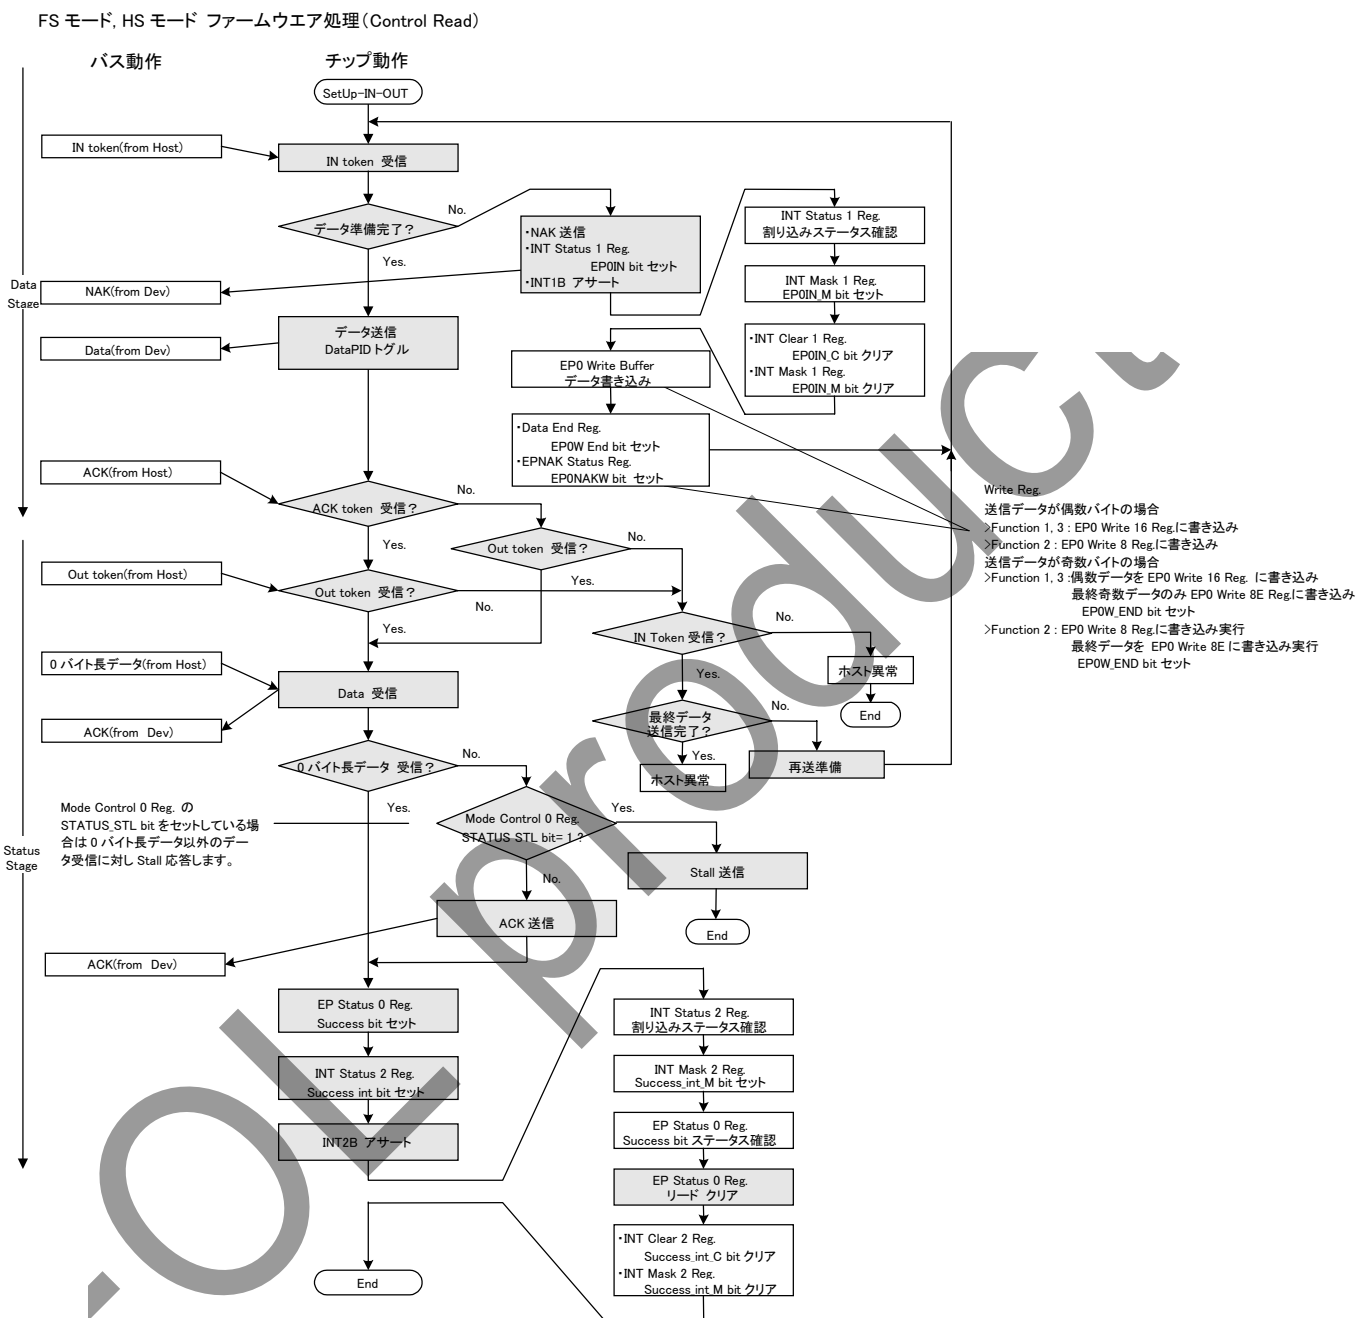 FS モード, HS モード ファームウエア処理(Control Read)
バス動作
チップ動作
SetUp-IN-OUT
IN token(from Host)
IN token 受信
データ準備完了？
No.
Yes.
・NAK 送信
・INT Status 1 Reg.
EP0IN bit セット
・INT1B アサート
INT Status 1 Reg.
割り込みステータス確認
INT Mask 1 Reg.
EP0IN_M bit セット
・INT Clear 1 Reg.
EP0IN_C bit クリア
・INT Mask 1 Reg.
EP0IN_M bit クリア
Data
Stage
NAK(from Dev)
データ送信
DataPID トグル
Data(from Dev)
EP0 Write Buffer
データ書き込み
・Data End Reg.
EP0W End bit セット
・EPNAK Status Reg.
EP0NAKW bit セット
ACK(from Host)
ACK token 受信？
No.
Yes.
Out token 受信？
No.
Write Reg.
送信データが偶数バイトの場合
>Function 1, 3 : EP0 Write 16 Reg.に書き込み
>Function 2 : EP0 Write 8 Reg.に書き込み
送信データが奇数バイトの場合
>Function 1, 3 :偶数データを EP0 Write 16 Reg. に書き込み
最終奇数データのみ EP0 Write 8E Reg.に書き込み
EP0W_END bit セット
>Function 2 : EP0 Write 8 Reg.に書き込み実行
最終データを EP0 Write 8E に書き込み実行
EP0W_END bit セット
Out token(from Host)
Out token 受信？
Yes.
No.
Yes.
IN Token 受信？
No.
Yes.
ホスト異常
End
0 バイト長データ(from Host)
Data 受信
ACK(from Dev)
最終データ
送信完了？
No.
Yes.
ホスト異常
再送準備
0 バイト長データ 受信？
No.
Yes.
Mode Control 0 Reg. の
STATUS_STL bit をセットしている場
合は 0 バイト長データ以外のデー
タ受信に対し Stall 応答します。
Mode Control 0 Reg.
STATUS STL bit= 1 ?
Yes.
No.
Status
Stage
Stall 送信
End
ACK 送信
ACK(from Dev)
EP Status 0 Reg.
Success bit セット
INT Status 2 Reg.
Success int bit セット
INT2B アサート
INT Status 2 Reg.
割り込みステータス確認
INT Mask 2 Reg.
Success_int_M bit セット
EP Status 0 Reg.
Success bit ステータス確認
EP Status 0 Reg.
リード クリア
・INT Clear 2 Reg.
Success_int_C bit クリア
・INT Mask 2 Reg.
Success_int_M bit クリア
End
EOL product